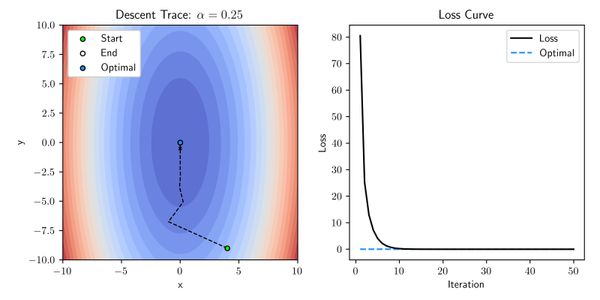 Descent Trace: α = 0.25
Start
End
Optimal
10.0
7.5
5.0
2.5
0.0
−2.5
−5.0
−7.5
−10.0
y
−10
−5
0
5
10
x
Loss Curve
Loss
Optimal
80
70
60
50
40
30
20
10
0
Loss
0
10
20
30
40
50
Iteration